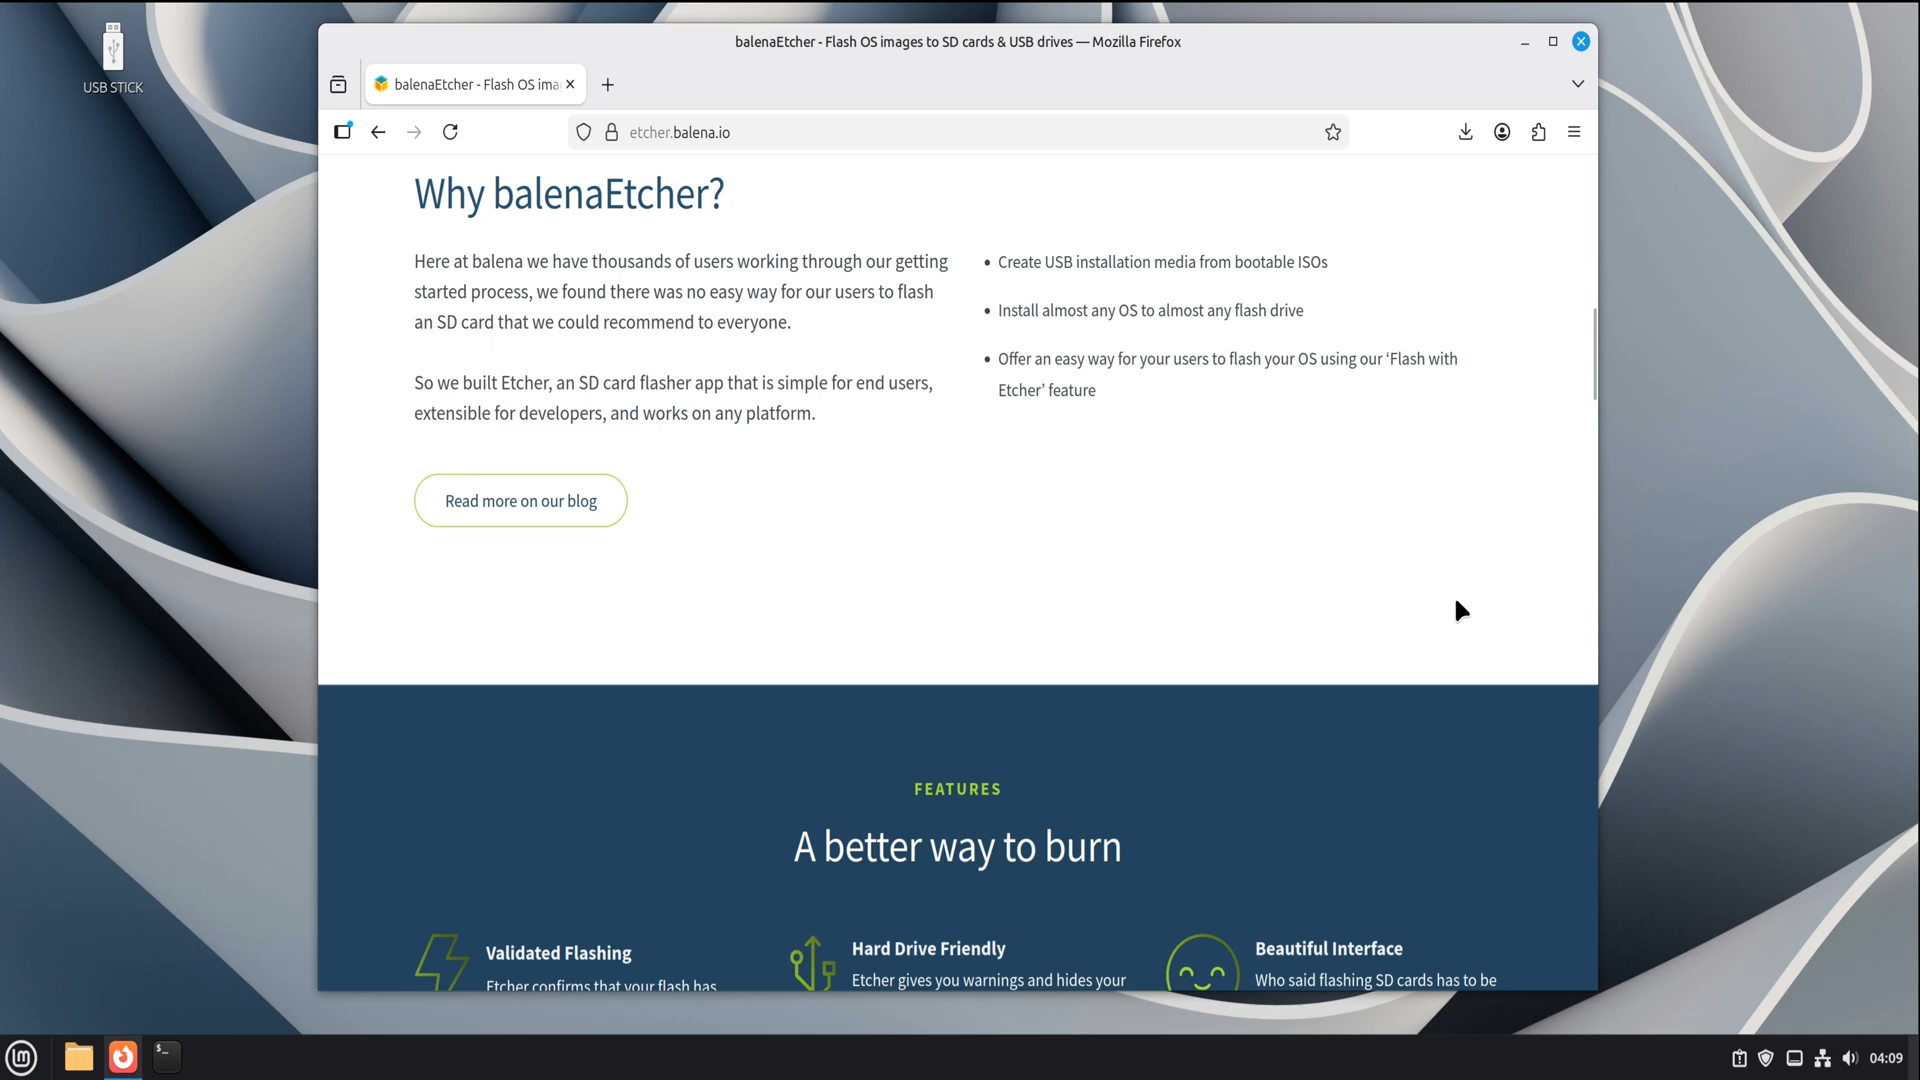 balenaEtcher - Flash OS images to SD cards & USB drives — Mozilla Firefox
USB STICK
balenaEtcher - Flash OS ima
etcher.balena.io
Why balenaEtcher?
Here at balena we have thousands of users working through our getting
started process, we found there was no easy way for our users to flash
an SD card that we could recommend to everyone.
So we built Etcher, an SD card flasher app that is simple for end users,
extensible for developers, and works on any platform.
Read more on our blog
• Create USB installation media from bootable ISOs
• Install almost any OS to almost any flash drive
• Offer an easy way for your users to flash your OS using our ‘Flash with
Etcher’ feature
FEATURES
A better way to burn
Validated Flashing
Etcher confirms that your flash has
Hard Drive Friendly
Etcher gives you warnings and hides your
Beautiful Interface
Who said flashing SD cards has to be
$_
04:09